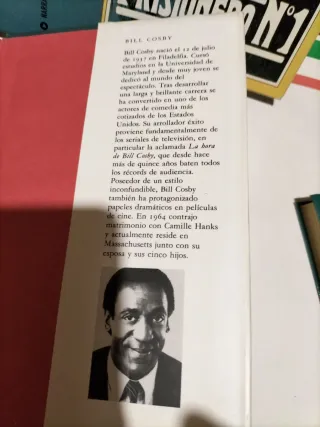 PRISIONERO Nº1
BILL COSBY
Bill Cosby nació el 12 de julio
de 1937 en Filadelfia. Cursó
estudios en la Universidad de
Maryland y desde muy joven se
dedicó al mundo del
espectáculo. Tras desarrollar
una larga y brillante carrera se
ha convertido en uno de los
actores de comedia más
cotizados de los Estados
Unidos. Su arrollador éxito
proviene fundamentalmente de
los seriales de televisión, en
particular la aclamada La
hora de Bill Cosby, que desde hace
más de quince años baten todos
los récords de audiencia.
Poseedor de un estilo
inconfundible, Bill Cosby
también ha protagonizado
papeles dramáticos en películas
de cine. En 1964 contrajo
matrimonio con Camille Hanks
y actualmente reside en
Massachusetts junto con su
esposa y sus cinco hijos.